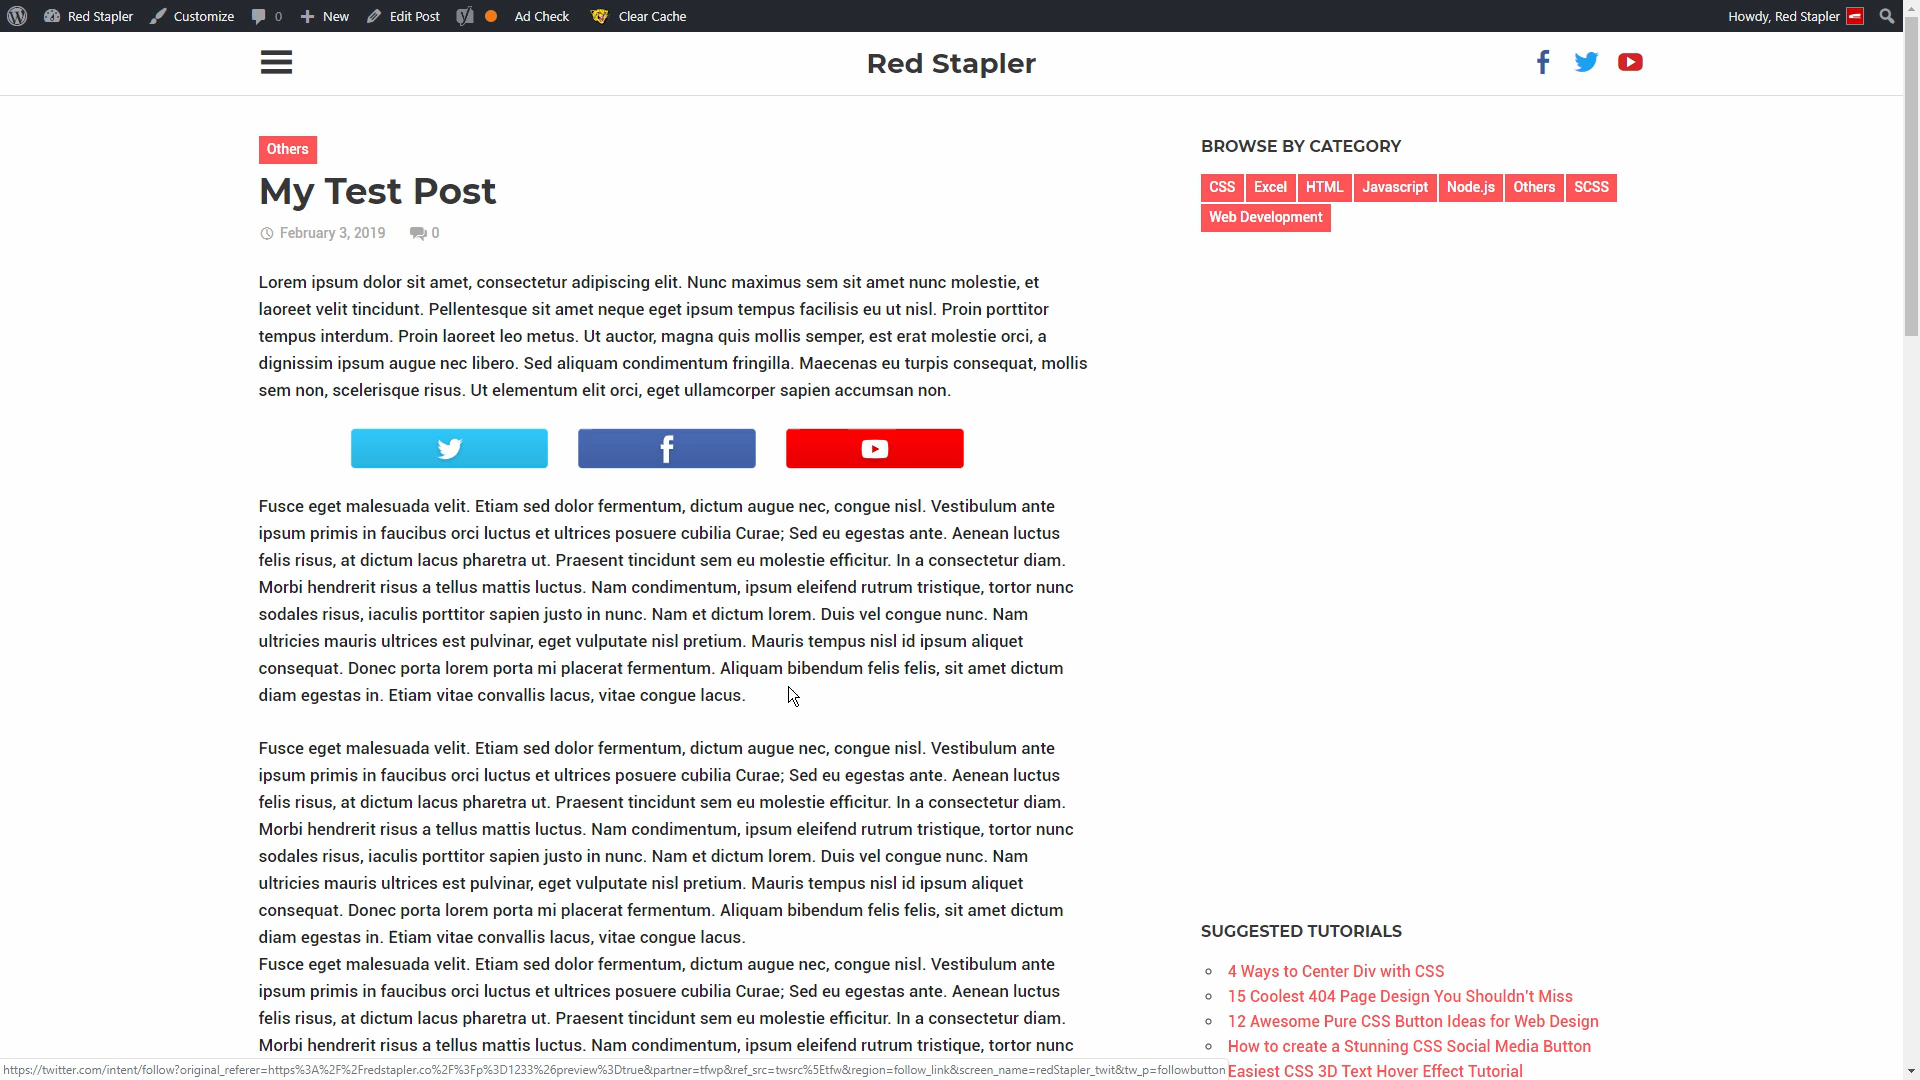 Red Stapler Customize 0 New Edit Post Ad Check Clear Cache Howdy, Red Stapler
Red Stapler
Others
My Test Post
February 3, 2019 0
Lorem ipsum dolor sit amet, consectetur adipiscing elit. Nunc maximus sem sit amet nunc molestie, et
laoreet velit tincidunt. Pellentesque sit amet neque eget ipsum tempus facilisis eu ut nisl. Proin porttitor
tempus interdum. Proin laoreet leo metus. Ut auctor, magna quis mollis semper, est erat molestie orci, a
dignissim ipsum augue nec libero. Sed aliquam condimentum fringilla. Maecenas eu turpis consequat, mollis
sem non, scelerisque risus. Ut elementum elit orci, eget ullamcorper sapien accumsan non.
Fusce eget malesuada velit. Etiam sed dolor fermentum, dictum augue nec, congue nisl. Vestibulum ante
ipsum primis in faucibus orci luctus et ultrices posuere cubilia Curae; Sed eu egestas ante. Aenean luctus
felis risus, at dictum lacus pharetra ut. Praesent tincidunt sem eu molestie efficitur. In a consectetur diam.
Morbi hendrerit risus a tellus mattis luctus. Nam condimentum, ipsum eleifend rutrum tristique, tortor nunc
sodales risus, iaculis porttitor sapien justo in nunc. Nam et dictum lorem. Duis vel congue nunc. Nam
ultricies mauris ultrices est pulvinar, eget vulputate nisl pretium. Mauris tempus nisl id ipsum aliquet
consequat. Donec porta lorem porta mi placerat fermentum. Aliquam bibendum felis felis, sit amet dictum
diam egestas in. Etiam vitae convallis lacus, vitae congue lacus.
Fusce eget malesuada velit. Etiam sed dolor fermentum, dictum augue nec, congue nisl. Vestibulum ante
ipsum primis in faucibus orci luctus et ultrices posuere cubilia Curae; Sed eu egestas ante. Aenean luctus
felis risus, at dictum lacus pharetra ut. Praesent tincidunt sem eu molestie efficitur. In a consectetur diam.
Morbi hendrerit risus a tellus mattis luctus. Nam condimentum, ipsum eleifend rutrum tristique, tortor nunc
sodales risus, iaculis porttitor sapien justo in nunc. Nam et dictum lorem. Duis vel congue nunc. Nam
ultricies mauris ultrices est pulvinar, eget vulputate nisl pretium. Mauris tempus nisl id ipsum aliquet
consequat. Donec porta lorem porta mi placerat fermentum. Aliquam bibendum felis felis, sit amet dictum
diam egestas in. Etiam vitae convallis lacus, vitae congue lacus.
Fusce eget malesuada velit. Etiam sed dolor fermentum, dictum augue nec, congue nisl. Vestibulum ante
ipsum primis in faucibus orci luctus et ultrices posuere cubilia Curae; Sed eu egestas ante. Aenean luctus
felis risus, at dictum lacus pharetra ut. Praesent tincidunt sem eu molestie efficitur. In a consectetur diam.
Morbi hendrerit risus a tellus mattis luctus. Nam condimentum, ipsum eleifend rutrum tristique, tortor nunc
BROWSE BY CATEGORY
CSS Excel HTML Javascript Node.js Others SCSS
Web Development
SUGGESTED TUTORIALS
4 Ways to Center Div with CSS
15 Coolest 404 Page Design You Shouldn't Miss
12 Awesome Pure CSS Button Ideas for Web Design
How to create a Stunning CSS Social Media Button
Easiest CSS 3D Text Hover Effect Tutorial
https://twitter.com/intent/follow?original_referer=https%3A%2F%2Fredstapler.co%2F%3Fp%3D1233%26preview%3Dtrue&partner=tfwp&ref_src=twsrc%5Etfw&region=follow_link&screen_name=redStapler_twit&tw_p=followbutton